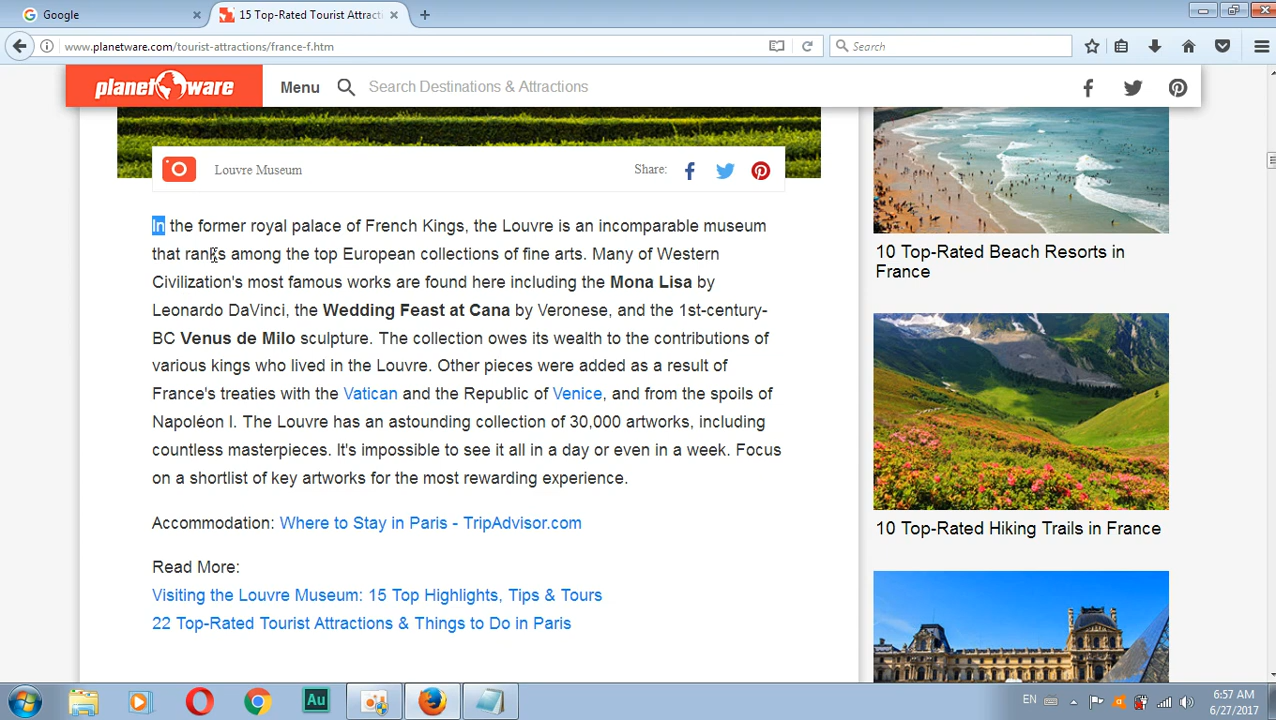 Google
15 Top-Rated Tourist Attract
www.planetware.com/tourist-attractions/france-f.htm
Search
planetware
Menu
Search Destinations & Attractions
Louvre Museum
Share:
In the former royal palace of French Kings, the Louvre is an incomparable museum
that ranks among the top European collections of fine arts. Many of Western
Civilization's most famous works are found here including the Mona Lisa by
Leonardo DaVinci, the Wedding Feast at Cana by Veronese, and the 1st-century-
BC Venus de Milo sculpture. The collection owes its wealth to the contributions of
various kings who lived in the Louvre. Other pieces were added as a result of
France's treaties with the Vatican and the Republic of Venice, and from the spoils of
Napoléon I. The Louvre has an astounding collection of 30,000 artworks, including
countless masterpieces. It's impossible to see it all in a day or even in a week. Focus
on a shortlist of key artworks for the most rewarding experience.
Accommodation: Where to Stay in Paris - TripAdvisor.com
Read More:
Visiting the Louvre Museum: 15 Top Highlights, Tips & Tours
22 Top-Rated Tourist Attractions & Things to Do in Paris
10 Top-Rated Beach Resorts in
France
10 Top-Rated Hiking Trails in France
Au
EN
6:57 AM
6/27/2017